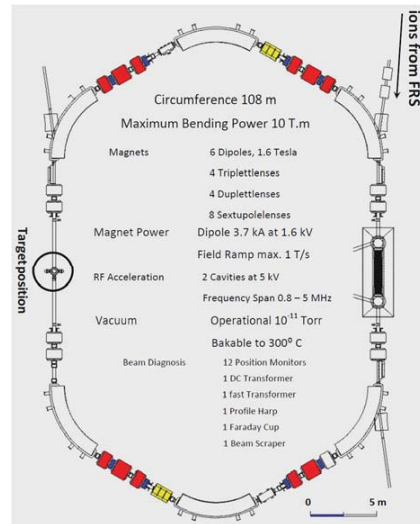 ions from FRS
Circumference 108 m
Maximum Bending Power 10 T.m
Magnets 6 Dipoles, 1.6 Tesla
4 Triplettlenses
4 Duplettlenses
8 Sextupolelenses
Magnet Power Dipole 3.7 kA at 1.6 kV
Field Ramp max. 1 T/s
RF Acceleration 2 Cavities at 5 kV
Frequency Span 0.8 – 5 MHz
Vacuum Operational 10⁻¹¹ Torr
Bakable to 300⁰ C
Beam Diagnosis 12 Position Monitors
1 DC Transformer
1 fast Transformer
1 Profile Harp
1 Faraday Cup
1 Beam Scraper
Target position
0 5 m